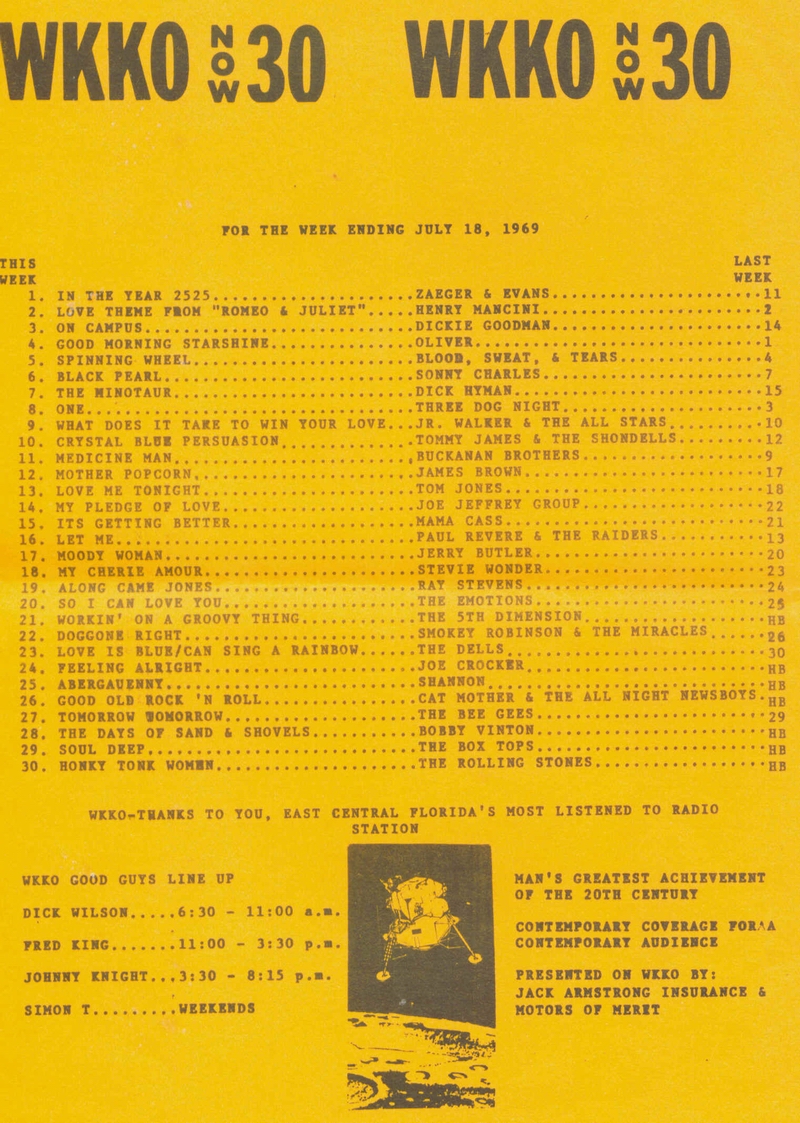 WKKO NOW 30 WKKO NOW 30
FOR THE WEEK ENDING JULY 18, 1969
THIS WEEK LAST WEEK
1. IN THE YEAR 2525.....................ZAEGER & EVANS......................11
2. LOVE THEME FROM "ROMEO & JULIET".....HENRY MANCINI.......................2
3. ON CAMPUS............................DICKIE GOODMAN......................14
4. GOOD MORNING STARSHINE...............OLIVER..............................1
5. SPINNING WHEEL.......................BLOOD, SWEAT, & TEARS...............4
6. BLACK PEARL..........................SONNY CHARLES.......................7
7. THE MINOTAUR.........................DICK HYMAN..........................15
8. ONE..................................THREE DOG NIGHT.....................3
9. WHAT DOES IT TAKE TO WIN YOUR LOVE...JR. WALKER & THE ALL STARS..........10
10. CRYSTAL BLUE PERSUASION..............TOMMY JAMES & THE SHONDELLS.........12
11. MEDICINE MAN.........................BUCKANAN BROTHERS...................9
12. MOTHER POPCORN.......................JAMES BROWN.........................17
13. LOVE ME TONIGHT......................TOM JONES...........................18
14. MY PLEDGE OF LOVE....................JOE JEFFREY GROUP...................22
15. ITS GETTING BETTER...................MAMA CASS...........................21
16. LET ME...............................PAUL REVERE & THE RAIDERS...........13
17. MOODY WOMAN..........................JERRY BUTLER........................20
18. MY CHERIE AMOUR......................STEVIE WONDER.......................23
19. ALONG CAME JONES.....................RAY STEVENS.........................24
20. SO I CAN LOVE YOU....................THE EMOTIONS........................25
21. WORKIN' ON A GROOVY THING............THE 5TH DIMENSION...................HB
22. DOGGONE RIGHT........................SMOKEY ROBINSON & THE MIRACLES......26
23. LOVE IS BLUE/CAN SING A RAINBOW......THE DELLS...........................30
24. FEELING ALRIGHT......................JOE CROCKER.........................HB
25. ABERGAUENNY..........................SHANNON.............................HB
26. GOOD OLD ROCK 'N ROLL................CAT MOTHER & THE ALL NIGHT NEWSBOYS.HB
27. TOMORROW TOMORROW....................THE BEE GEES........................29
28. THE DAYS OF SAND & SHOVELS...........BOBBY VINTON........................HB
29. SOUL DEEP............................THE BOX TOPS........................HB
30. HONKY TONK WOMEN.....................THE ROLLING STONES..................HB
WKKO-THANKS TO YOU, EAST CENTRAL FLORIDA'S MOST LISTENED TO RADIO
STATION
WKKO GOOD GUYS LINE UP
DICK WILSON.....6:30 - 11:00 a.m.
FRED KING.......11:00 - 3:30 p.m.
JOHNNY KNIGHT...3:30 - 8:15 p.m.
SIMON T.........WEEKENDS
MAN'S GREATEST ACHIEVEMENT
OF THE 20TH CENTURY
CONTEMPORARY COVERAGE FOR A
CONTEMPORARY AUDIENCE
PRESENTED ON WKKO BY:
JACK ARMSTRONG INSURANCE &
MOTORS OF MERIT